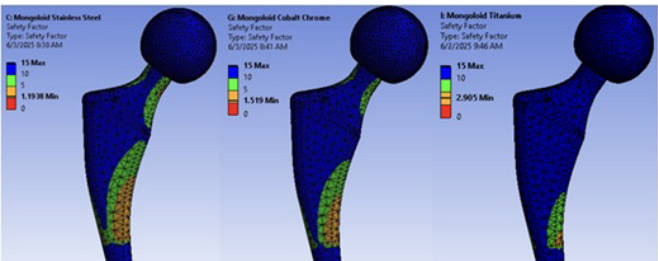 C: Mongoloid Stainless Steel
Safety Factor
Type: Safety Factor
6/3/2025 8:38 AM
15 Max
10
5
1.1938 Min
0
G: Mongoloid Cobalt Chrome
Safety Factor
Type: Safety Factor
6/3/2025 8:41 AM
15 Max
10
5
1.519 Min
0
I: Mongoloid Titanium
Safety Factor
Type: Safety Factor
6/2/2025 9:46 AM
15 Max
10
2.905 Min
0